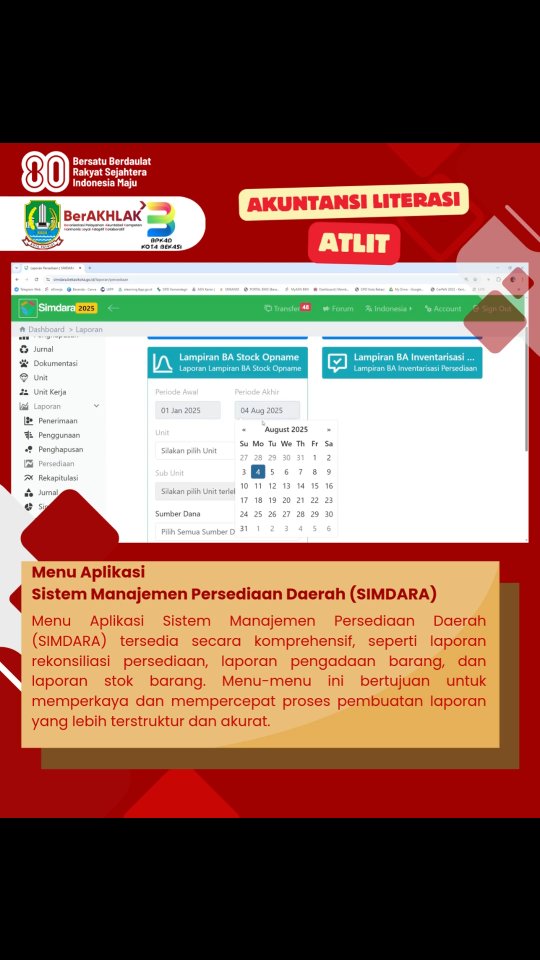 80 Bersatu Berdaulat
Rakyat Sejahtera
Indonesia Maju
BerAKHLAK
BPKAD
KOTA BEKASI
AKUNTANSI LITERASI
ATLIT
Simdara 2025
Transfer 48 Forum Indonesia Account Sign Out
Dashboard > Laporan
Jurnal
Dokumentasi
Unit
Unit Kerja
Laporan
Penerimaan
Penggunaan
Penghapusan
Persediaan
Rekapitulasi
Jurnal
Lampiran BA Stock Opname
Laporan Lampiran BA Stock Opname
Lampiran BA Inventarisasi ...
Lampiran BA Inventarisasi Persediaan
Periode Awal Periode Akhir
01 Jan 2025 04 Aug 2025
Unit
Silakan pilih Unit
Sub Unit
Silakan pilih Unit
Sumber Dana
Pilih Semua Sumber D
« August 2025 »
Su Mo Tu We Th Fr Sa
27 28 29 30 31 1 2
3 4 5 6 7 8 9
10 11 12 13 14 15 16
17 18 19 20 21 22 23
24 25 26 27 28 29 30
31 1 2 3 4 5 6
Menu Aplikasi
Sistem Manajemen Persediaan Daerah (SIMDARA)
Menu Aplikasi Sistem Manajemen Persediaan Daerah
(SIMDARA) tersedia secara komprehensif, seperti laporan
rekonsiliasi persediaan, laporan pengadaan barang, dan
laporan stok barang. Menu-menu ini bertujuan untuk
memperkaya dan mempercepat proses pembuatan laporan
yang lebih terstruktur dan akurat.